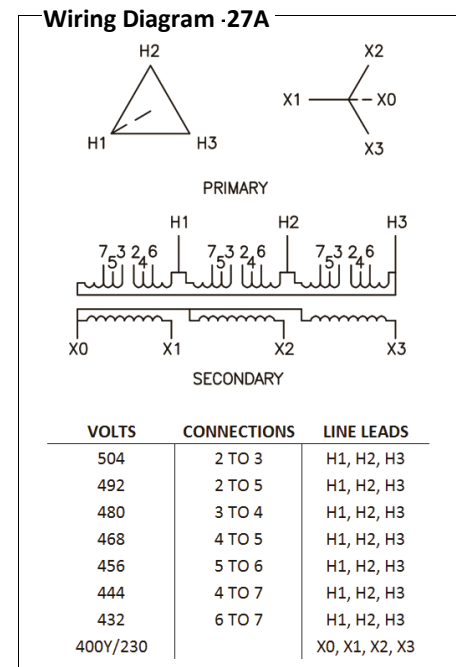 Wiring Diagram -27A
H2
H1
H3
X2
X1
X0
X3
PRIMARY
H1 H2 H3
7 5 3 2 4 6 7 5 3 2 4 6 7 5 3 2 4 6
X0 X1 X2 X3
SECONDARY
VOLTS CONNECTIONS LINE LEADS
504 2 TO 3 H1, H2, H3
492 2 TO 5 H1, H2, H3
480 3 TO 4 H1, H2, H3
468 4 TO 5 H1, H2, H3
456 5 TO 6 H1, H2, H3
444 4 TO 7 H1, H2, H3
432 6 TO 7 H1, H2, H3
400Y/230 X0, X1, X2, X3